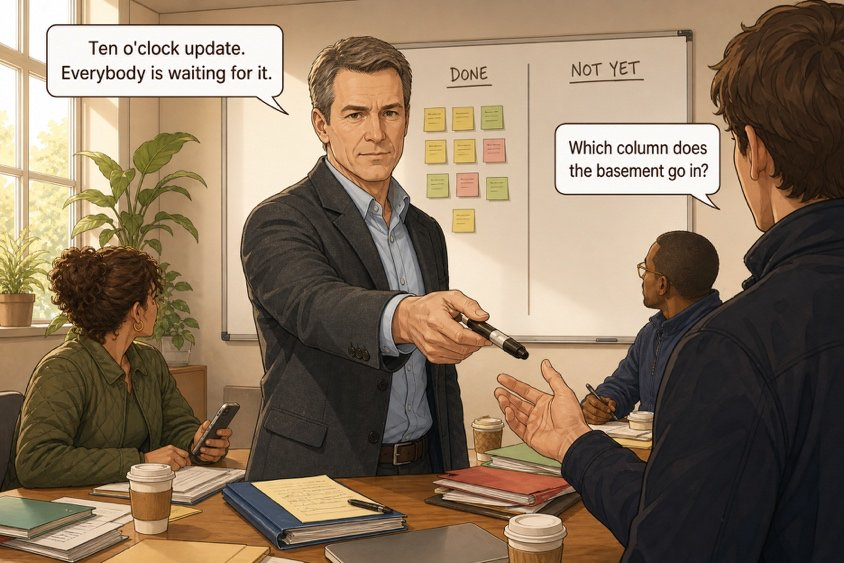 Ten o'clock update.
Everybody is waiting for it.
DONE
NOT YET
Which column does
the basement go in?